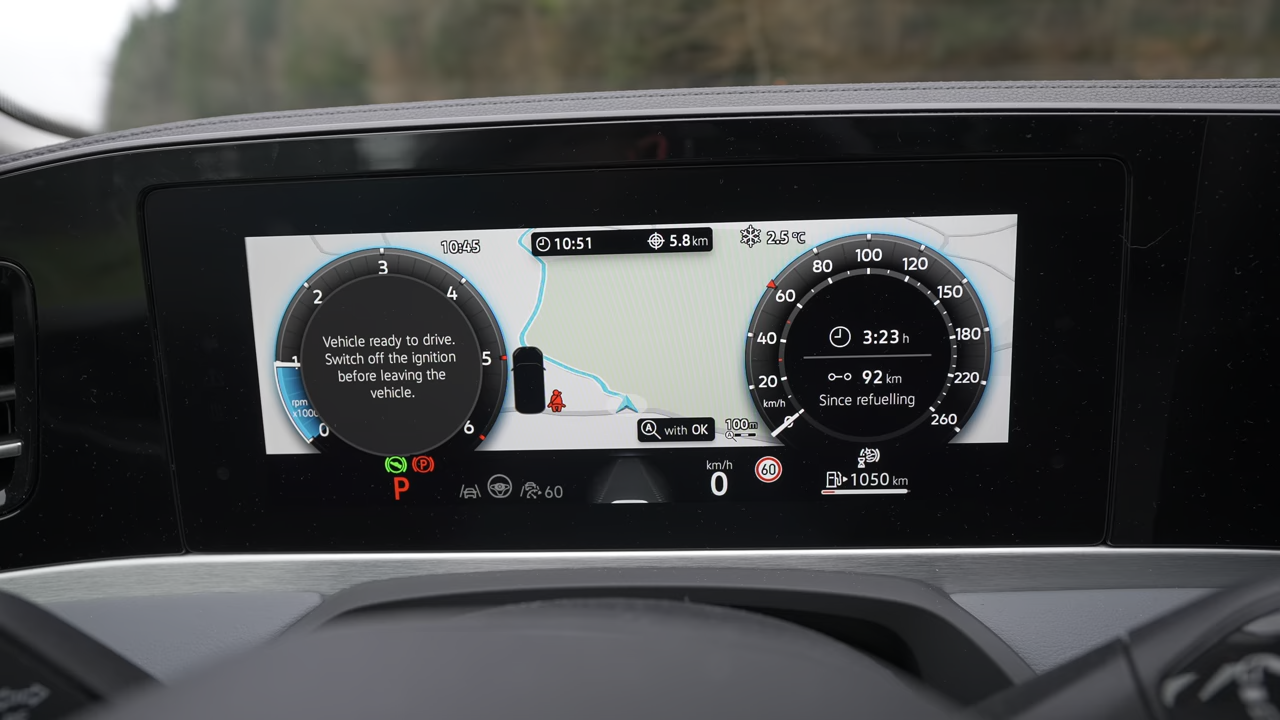 10:45
10:51
5.8 km
2.5 °C
3
2
4
1
5
rpm
x1000
0
6
Vehicle ready to drive.
Switch off the ignition
before leaving the
vehicle.
100
80
120
60
150
40
180
20
220
km/h
0
260
3:23 h
92 km
Since refuelling
A with OK
100m
A
P
P
60
km/h
0
60
1050 km